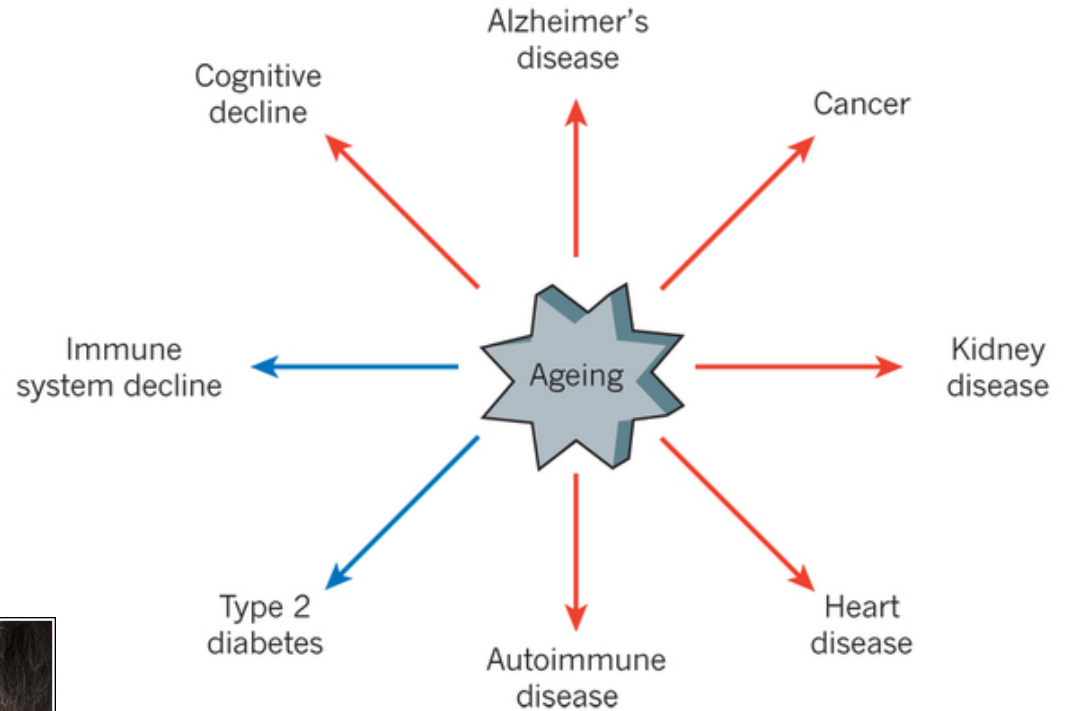 Alzheimer's
disease
Cognitive
decline
Cancer
Immune
system decline
Ageing
Kidney
disease
Type 2
diabetes
Heart
disease
Autoimmune
disease